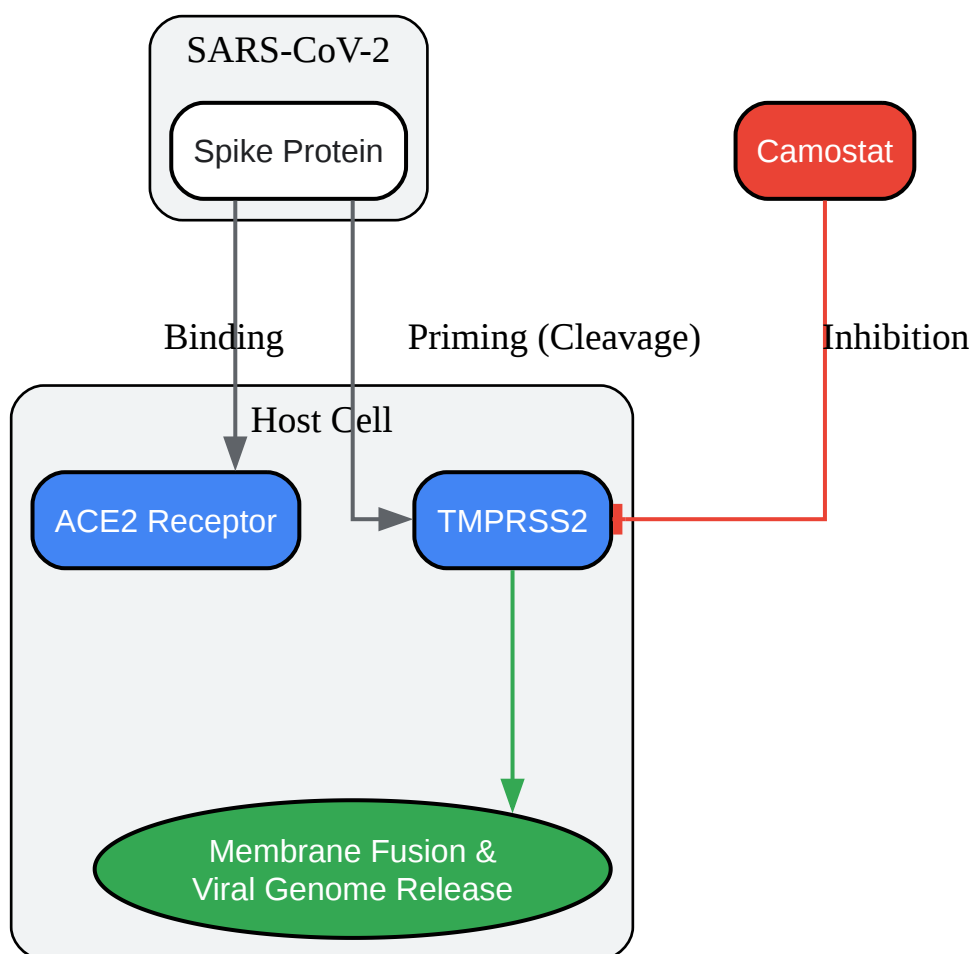 SARS-CoV-2
Spike Protein
Camostat
Binding
Priming (Cleavage)
Inhibition
Host Cell
ACE2 Receptor
TMPRSS2
Membrane Fusion &
Viral Genome Release